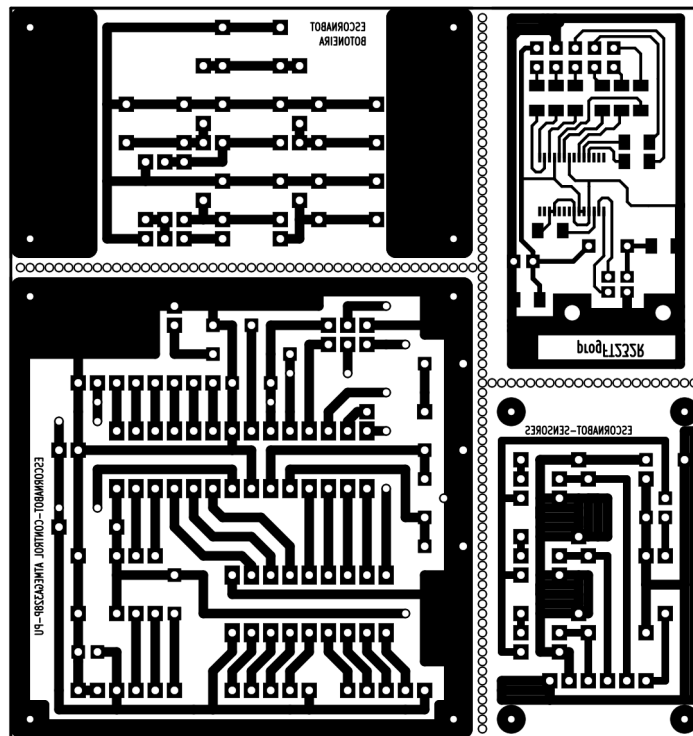 ESCORNABOT
BOTONEIRA
progFT232R
ESCORNABOT-SENSORES
ESCORNABOT-CONTROL ATMEGA328P-PU